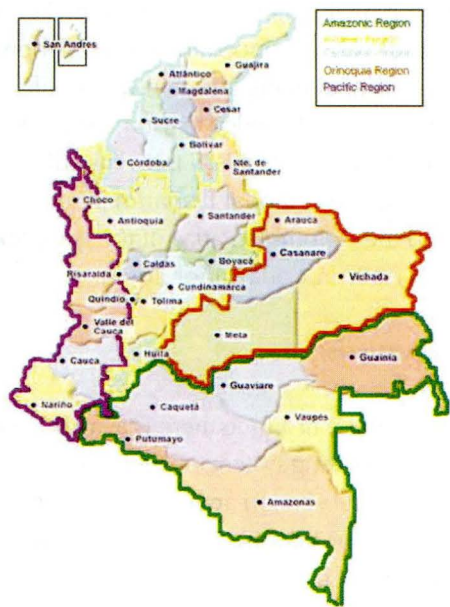 Amazonic Region
Orinoquia Region
Pacific Region
San Andres
Guajira
Atlántico
Magdalena
Cesar
Sucre
Bolívar
Córdoba
Nte. de
Santander
Choco
Antioquia
Santander
Arauca
Boyacá
Casanare
Caldas
Risaralda
Cundinamarca
Vichada
Quindío
Tolima
Valle del
Cauca
Meta
Huila
Cauca
Guainía
Guaviare
Nariño
Caquetá
Vaupés
Putumayo
Amazonas